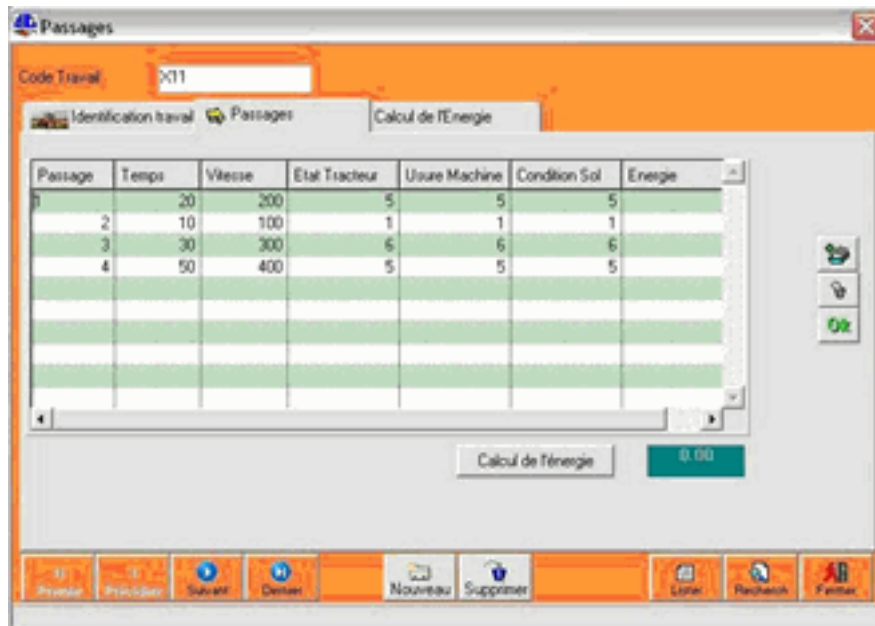 Passages
Code Travail X11
Identification travail Passages Calcul de l'Energie
Passage Temps Vitesse Etat Tracteur Usure Machine Condition Sol Energie
1 20 200 5 5 5
2 10 100 1 1 1
3 30 300 6 6 6
4 50 400 5 5 5
Ok
Calcul de l'énergie 0.00
Premier Précédent Suivant Dernier Nouveau Supprimer Lister Recherch Fermer